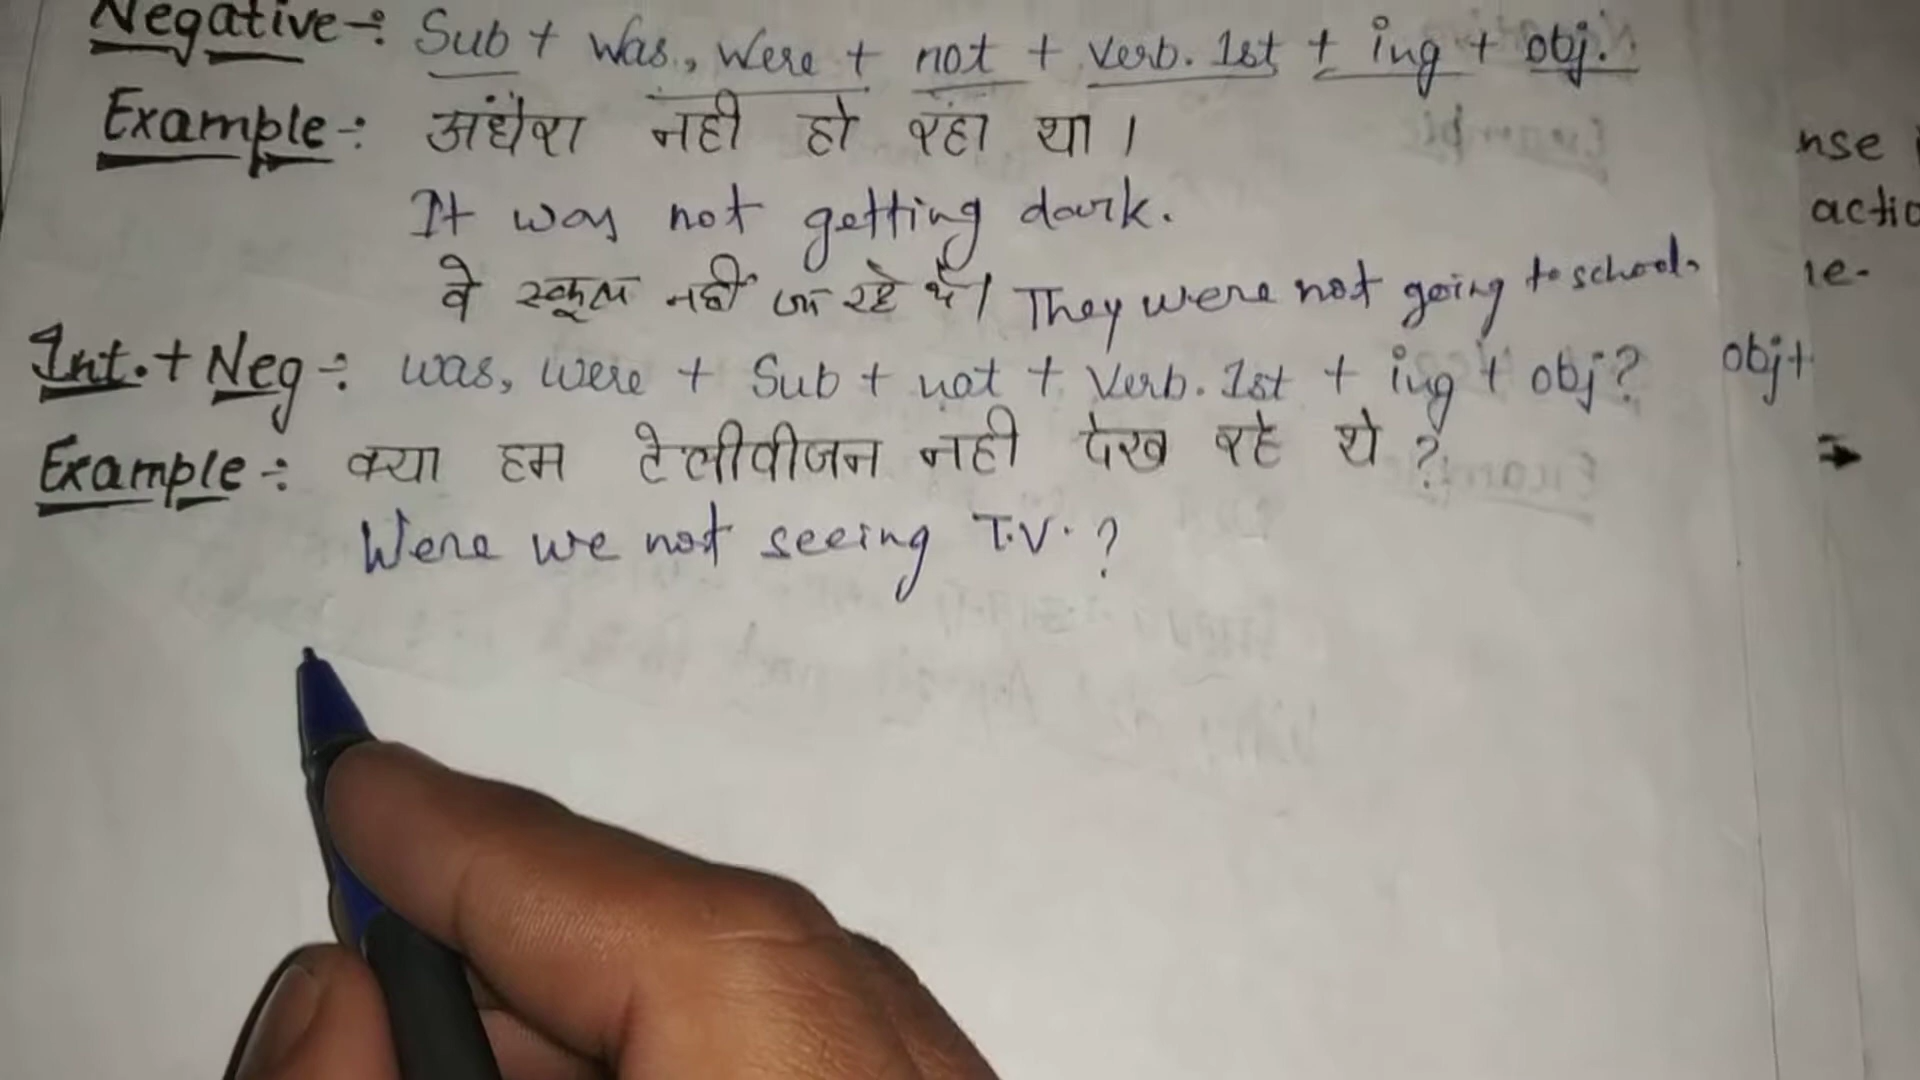 Negative -: Sub + was, were + not + verb. 1st + ing + obj.
Example -: अंधेरा नही हो रहा था।
It was not getting dark.
वे स्कूल नहीं जा रहे थे। They were not going to school.
Int. + Neg -: was, were + Sub + not + verb. 1st + ing + obj?
Example -: क्या हम टेलीवीजन नही देख रहे थे?
Were we not seeing T.V.?
nse
actio
obj+